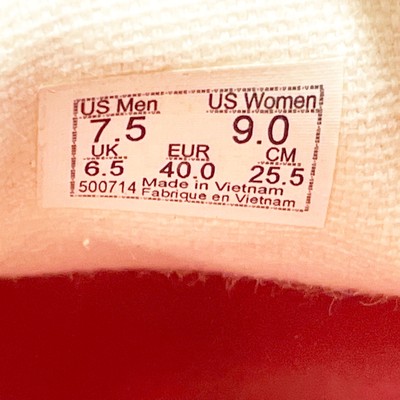 US Men US Women
7.5 9.0
UK EUR CM
6.5 40.0 25.5
500714 Made in Vietnam
Fabrique en Vietnam